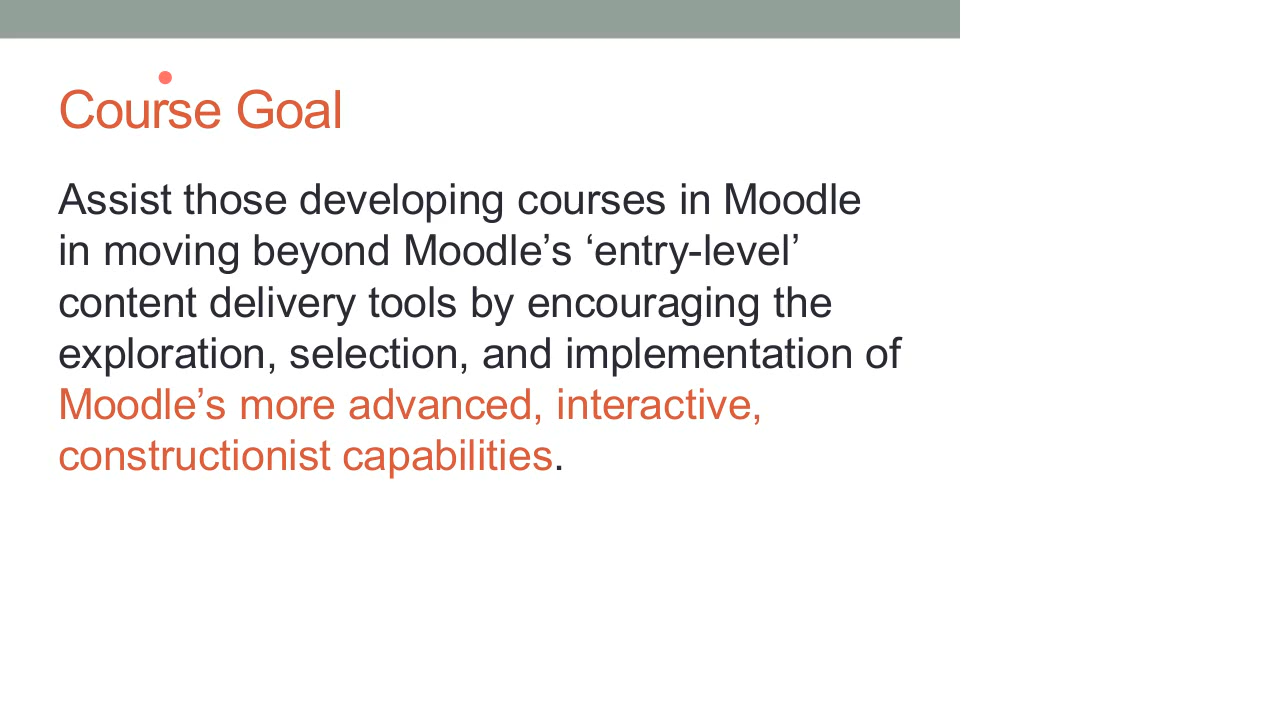 Course Goal
Assist those developing courses in Moodle
in moving beyond Moodle’s ‘entry-level’
content delivery tools by encouraging the
exploration, selection, and implementation of
Moodle’s more advanced, interactive,
constructionist capabilities.